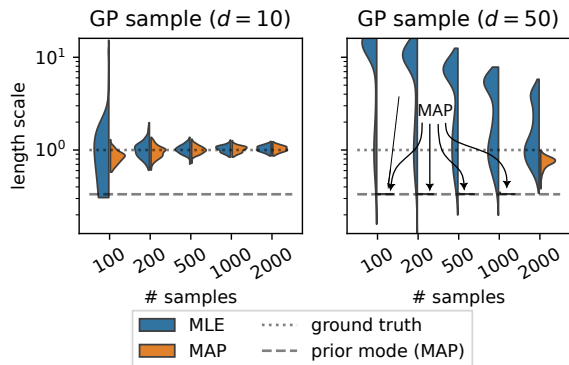 GP sample (d = 10)
GP sample (d = 50)
length scale
10¹
10⁰
MAP
100
200
500
1000
2000
100
200
500
1000
2000
# samples
# samples
MLE
MAP
ground truth
prior mode (MAP)